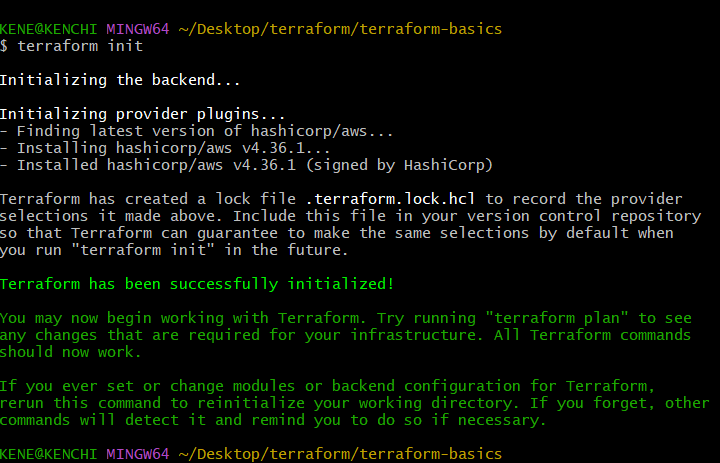 KENE@KENCHI MINGW64 ~/Desktop/terraform/terraform-basics
$ terraform init
Initializing the backend...
Initializing provider plugins...
- Finding latest version of hashicorp/aws...
- Installing hashicorp/aws v4.36.1...
- Installed hashicorp/aws v4.36.1 (signed by HashiCorp)
Terraform has created a lock file .terraform.lock.hcl to record the provider
selections it made above. Include this file in your version control repository
so that Terraform can guarantee to make the same selections by default when
you run "terraform init" in the future.
Terraform has been successfully initialized!
You may now begin working with Terraform. Try running "terraform plan" to see
any changes that are required for your infrastructure. All Terraform commands
should now work.
If you ever set or change modules or backend configuration for Terraform,
rerun this command to reinitialize your working directory. If you forget, other
commands will detect it and remind you to do so if necessary.
KENE@KENCHI MINGW64 ~/Desktop/terraform/terraform-basics